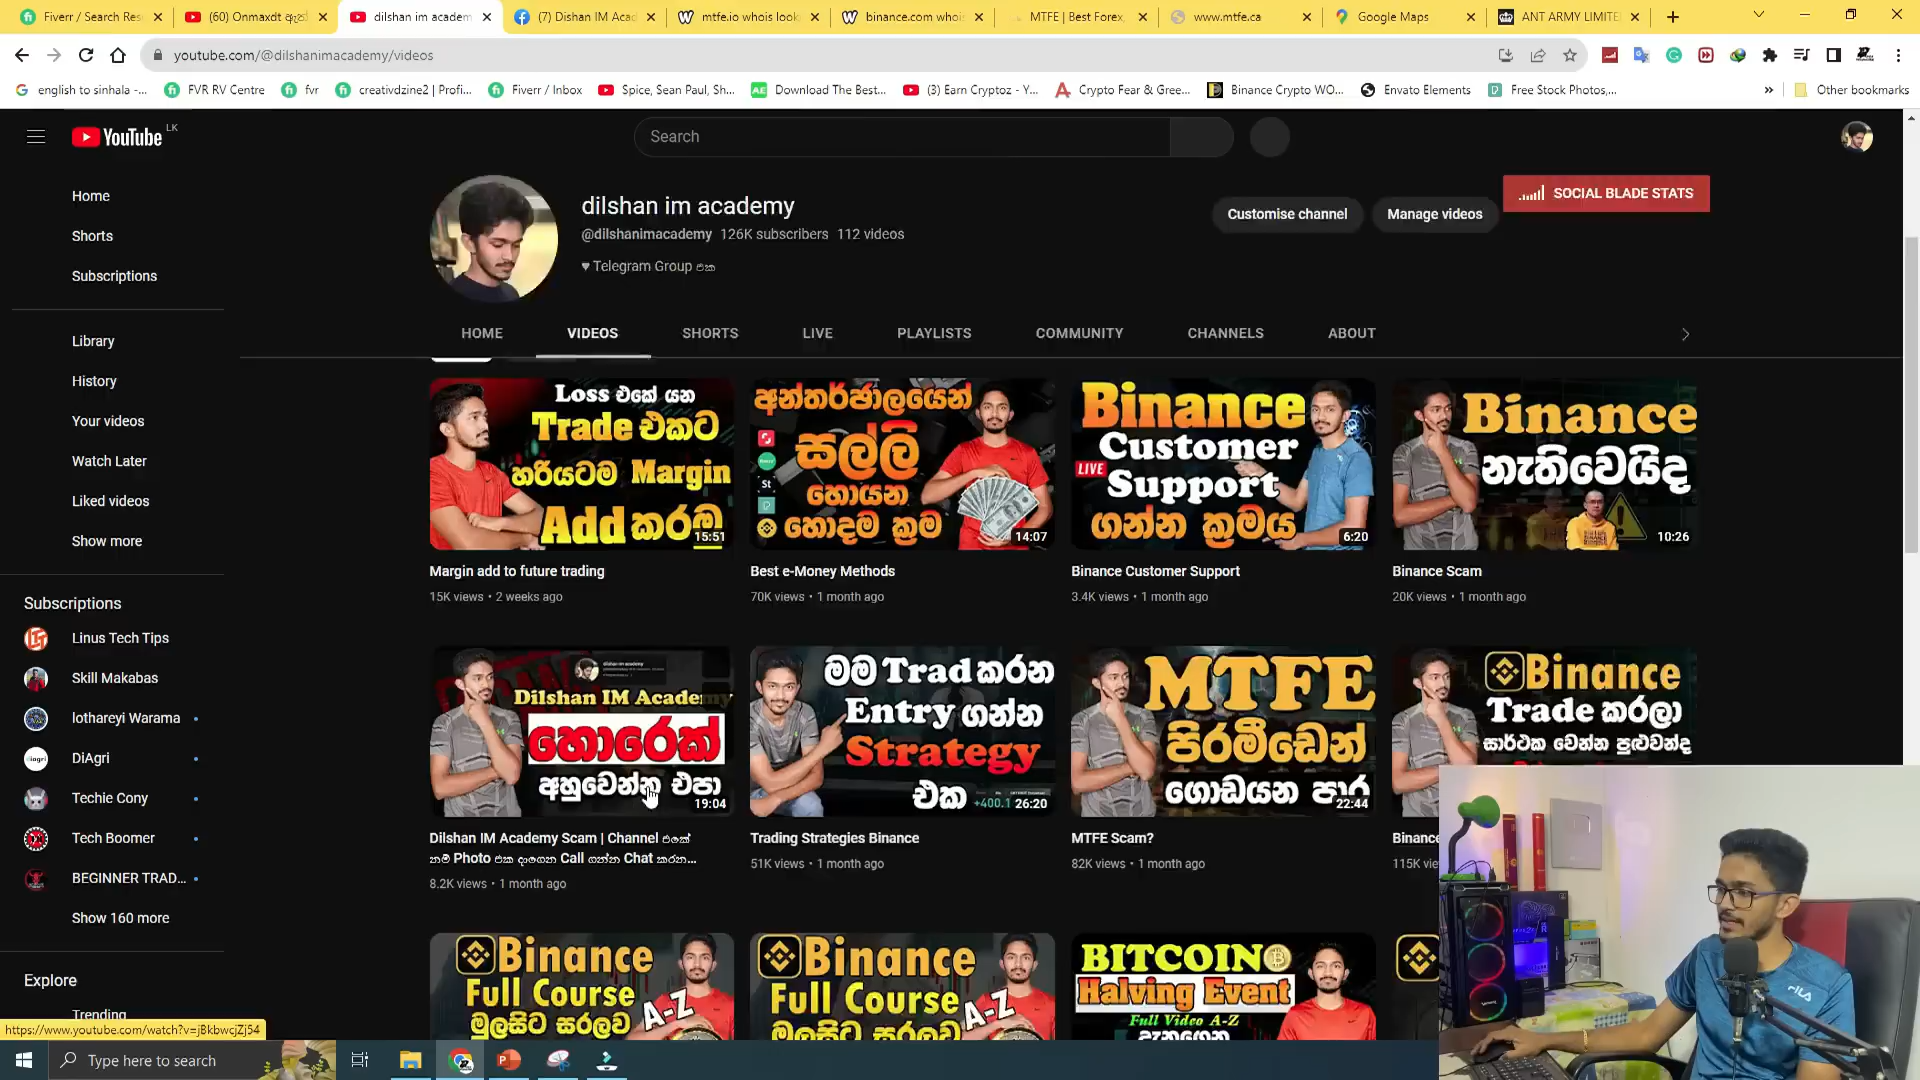 Fiverr / Search Res
(60) Onmaxdt
dilshan im academ
(7) Dishan IM Acad
mtfe.io whois look
binance.com whois
MTFE | Best Forex,
www.mtfe.ca
Google Maps
ANT ARMY LIMITE
youtube.com/@dilshanimacademy/videos
english to sinhala -...
FVR RV Centre
fvr
creativdzine2 | Profi...
Fiverr / Inbox
Spice, Sean Paul, Sh...
Download The Best...
(3) Earn Cryptoz - Y...
Crypto Fear & Gree...
Binance Crypto WO...
Envato Elements
Free Stock Photos,...
»
Other bookmarks
YouTube LK
Search
Home
Shorts
Subscriptions
Library
History
Your videos
Watch Later
Liked videos
Show more
Subscriptions
Linus Tech Tips
Skill Makabas
lothareyi Warama
DiAgri
Techie Cony
Tech Boomer
BEGINNER TRAD...
Show 160 more
Explore
Trending
dilshan im academy
@dilshanimacademy 126K subscribers 112 videos
♥ Telegram Group එක
Customise channel
Manage videos
SOCIAL BLADE STATS
HOME
VIDEOS
SHORTS
LIVE
PLAYLISTS
COMMUNITY
CHANNELS
ABOUT
Loss එකේ යන
Trade එකට
හරියටම Margin
Add කරමු
15:51
Margin add to future trading
15K views • 2 weeks ago
අන්තර්ජාලයෙන්
සල්ලි
හොයන
හොදම ක්‍රම
14:07
Best e-Money Methods
70K views • 1 month ago
Binance
Customer
LIVE
Support
ගන්න ක්‍රමය
6:20
Binance Customer Support
3.4K views • 1 month ago
Binance
නැතිවෙයිද
10:26
Binance Scam
20K views • 1 month ago
dilshan im academy
Dilshan IM Academy
හොරෙක්
අහුවෙන්න එපා
19:04
Dilshan IM Academy Scam | Channel එකේ
නම් Photo එක දාගෙන Call ගන්න Chat කරන...
8.2K views • 1 month ago
මම Trad කරන
Entry ගන්න
Strategy
එක
+400.1
26:20
Trading Strategies Binance
51K views • 1 month ago
MTFE
පිරමීඩෙන්
ගොඩයන පාර
22:44
MTFE Scam?
82K views • 1 month ago
Binance
Trade කරලා
සාර්ථක වෙන්න පුළුවන්ද
Binance
115K vie
Binance
Full Course
මුලසිට සරලව
A-Z
Binance
Full Course
මුලසිට සරලව
A-Z
BITCOIN
Halving Event
Full Video A-Z
දැනගෙන
FILA
https://www.youtube.com/watch?v=jBkbwcjZj54
Type here to search